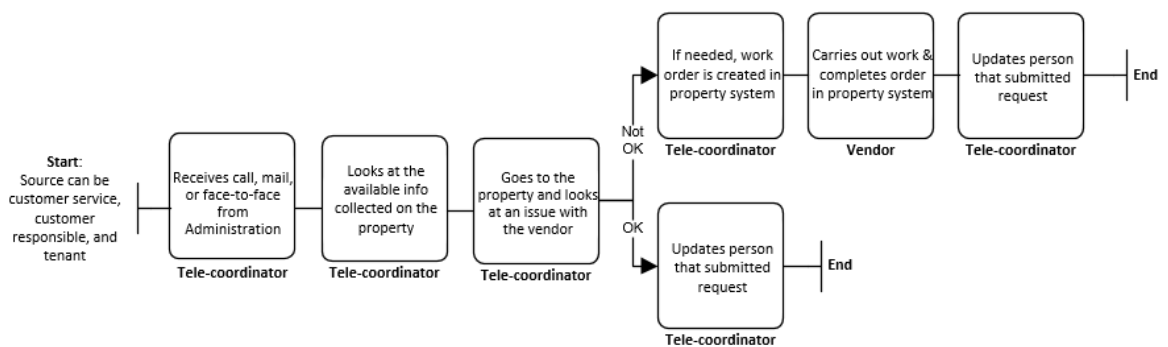 Start:
Source can be
customer service,
customer
responsible, and
tenant
Receives call, mail,
or face-to-face
from
Administration
Tele-coordinator
Looks at the
available info
collected on the
property
Tele-coordinator
Goes to the
property and looks
at an issue with
the vendor
Tele-coordinator
Not
OK
If needed, work
order is created in
property system
Tele-coordinator
Carries out work &
completes order
in property system
Vendor
Updates person
that submitted
request
Tele-coordinator
End
OK
Updates person
that submitted
request
Tele-coordinator
End